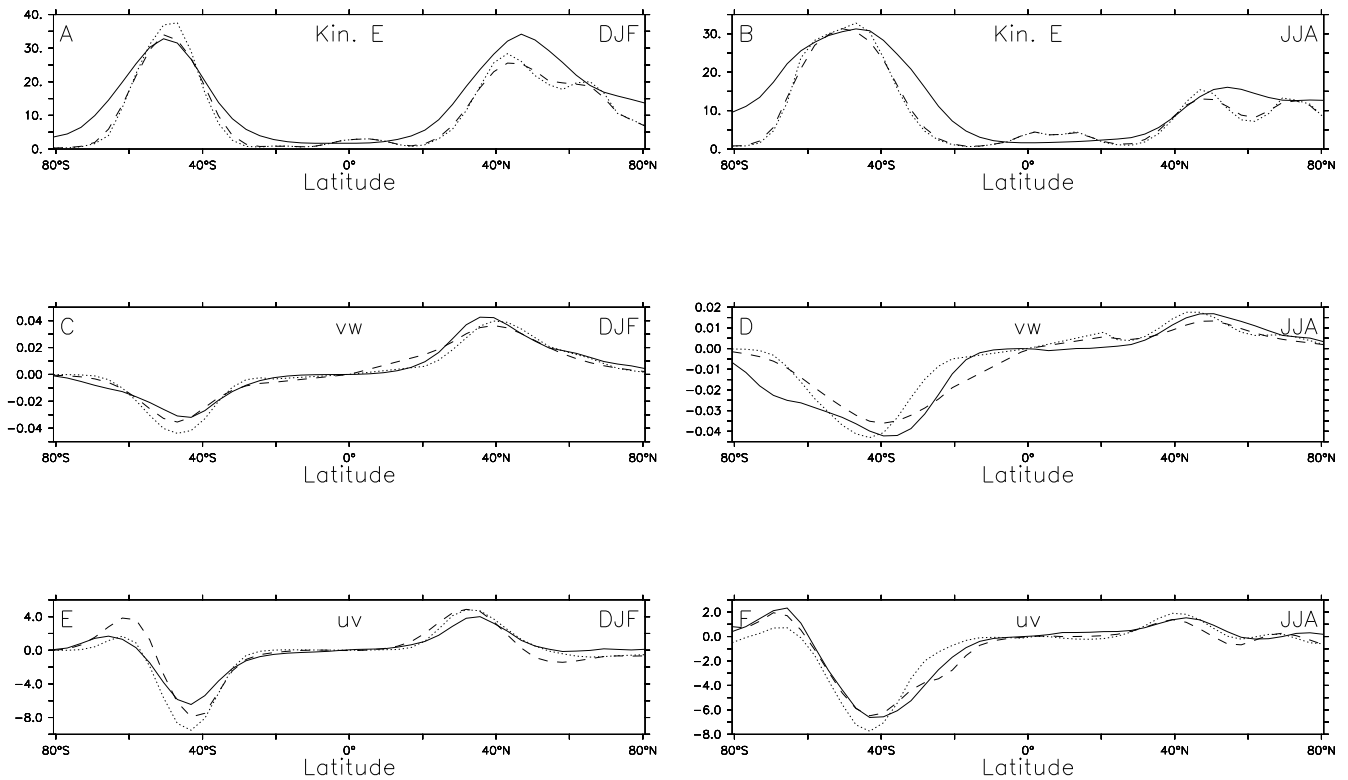 40.
30.
20.
10.
0.
A
Kin. E
DJF
80°S
40°S
0°
40°N
80°N
Latitude
30.
20.
10.
0.
B
Kin. E
JJA
80°S
40°S
0°
40°N
80°N
Latitude
0.04
0.02
0.00
−0.02
−0.04
C
vw
DJF
80°S
40°S
0°
40°N
80°N
Latitude
0.02
0.01
0.00
−0.01
−0.02
−0.03
−0.04
D
vw
JJA
80°S
40°S
0°
40°N
80°N
Latitude
4.0
0.0
−4.0
−8.0
E
uv
DJF
80°S
40°S
0°
40°N
80°N
Latitude
2.0
0.0
−2.0
−4.0
−6.0
−8.0
F
uv
JJA
80°S
40°S
0°
40°N
80°N
Latitude